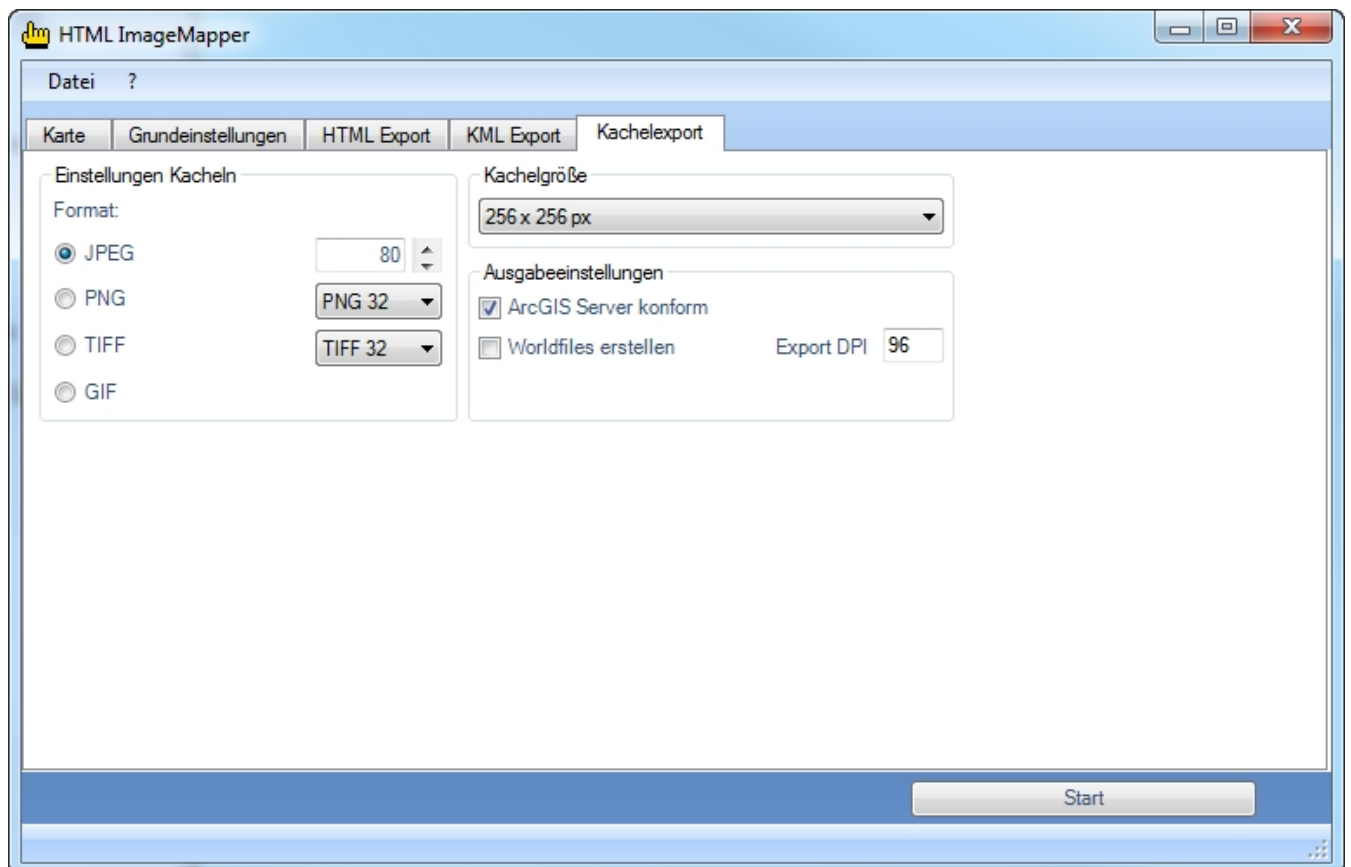 HTML ImageMapper
Datei ?
Karte Grundeinstellungen HTML Export KML Export Kachelexport
Einstellungen Kacheln
Format:
JPEG 80
PNG PNG 32
TIFF TIFF 32
GIF
Kachelgröße
256 x 256 px
Ausgabeeinstellungen
ArcGIS Server konform
Worldfiles erstellen Export DPI 96
Start